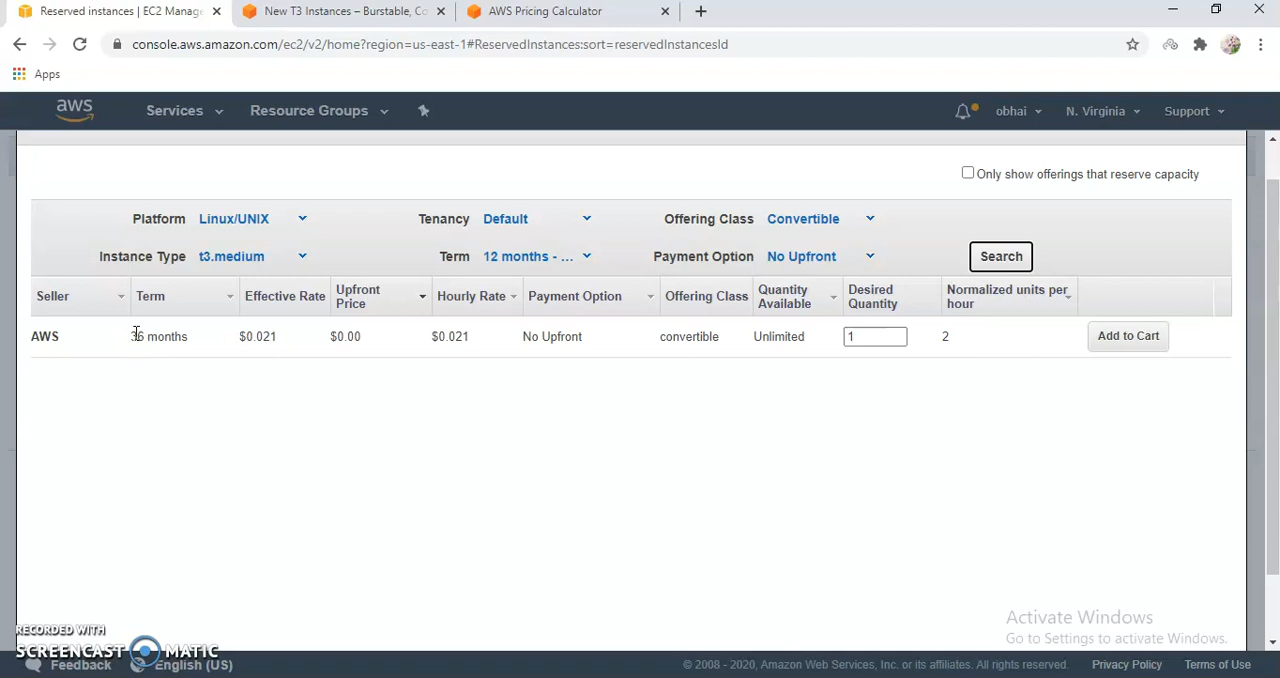 Reserved instances | EC2 Manag
New T3 Instances – Burstable, Co
AWS Pricing Calculator
console.aws.amazon.com/ec2/v2/home?region=us-east-1#ReservedInstances:sort=reservedInstancesId
Apps
aws Services Resource Groups obhai N. Virginia Support
Only show offerings that reserve capacity
Platform Linux/UNIX Tenancy Default Offering Class Convertible
Instance Type t3.medium Term 12 months - ... Payment Option No Upfront Search
Seller Term Effective Rate Upfront Price Hourly Rate Payment Option Offering Class Quantity Available Desired Quantity Normalized units per hour
AWS 36 months $0.021 $0.00 $0.021 No Upfront convertible Unlimited 1 2 Add to Cart
Activate Windows
Go to Settings to activate Windows.
RECORDED WITH
SCREENCAST MATIC
Feedback English (US) © 2008 - 2020, Amazon Web Services, Inc. or its affiliates. All rights reserved. Privacy Policy Terms of Use